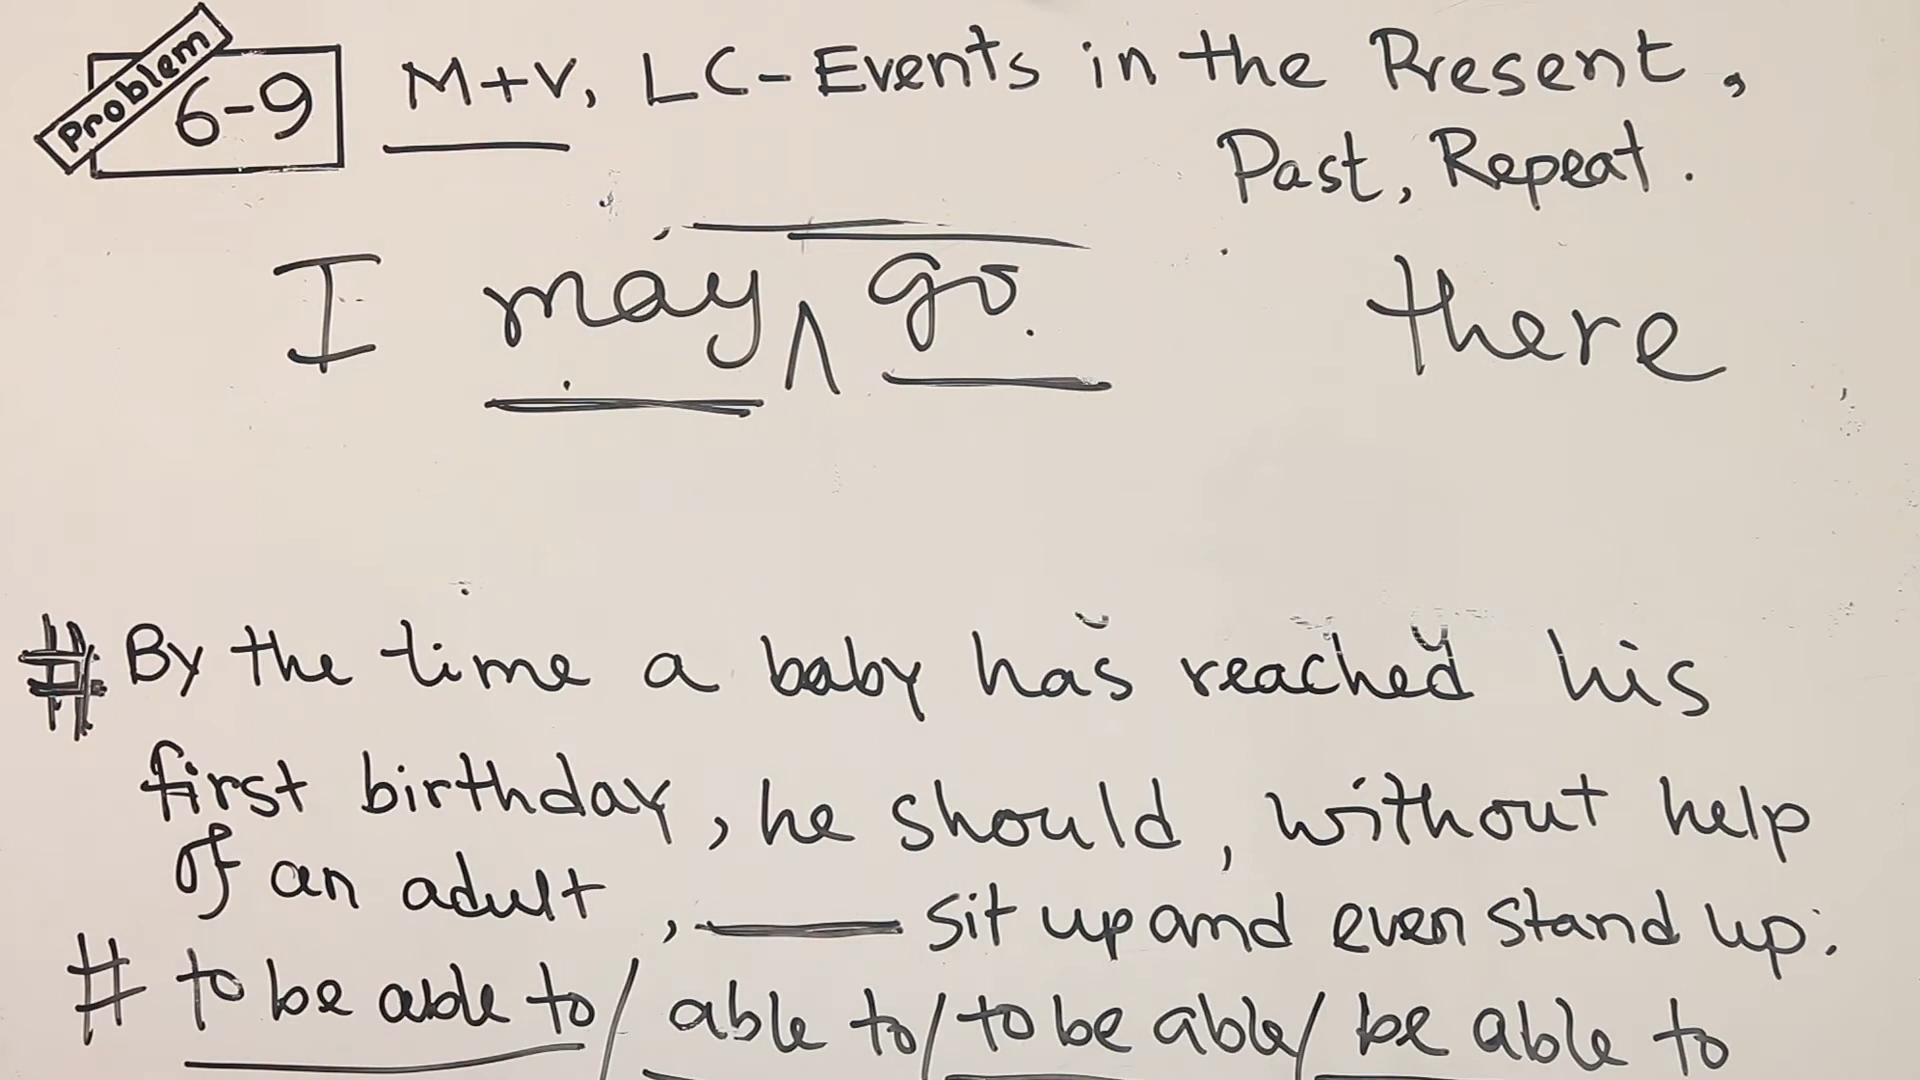 Problem 6-9 M+V, LC-Events in the Present,
Past, Repeat.
I may ∧ go. there
# By the time a baby has reached his
first birthday, he should, without help
of an adult, ____ sit up and even stand up.
# to be able to / able to / to be able / be able to